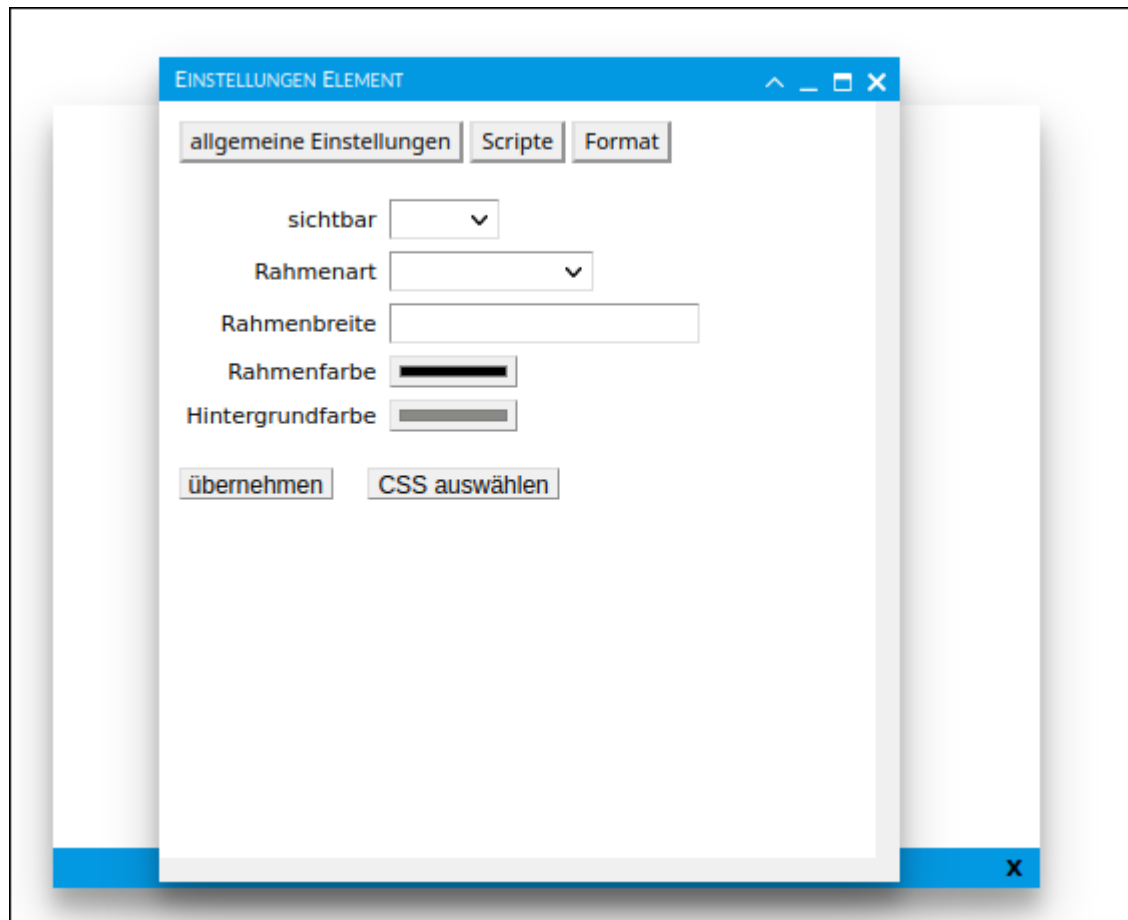 Einstellungen Element
allgemeine Einstellungen Scripte Format
sichtbar
Rahmenart
Rahmenbreite
Rahmenfarbe
Hintergrundfarbe
übernehmen CSS auswählen
x